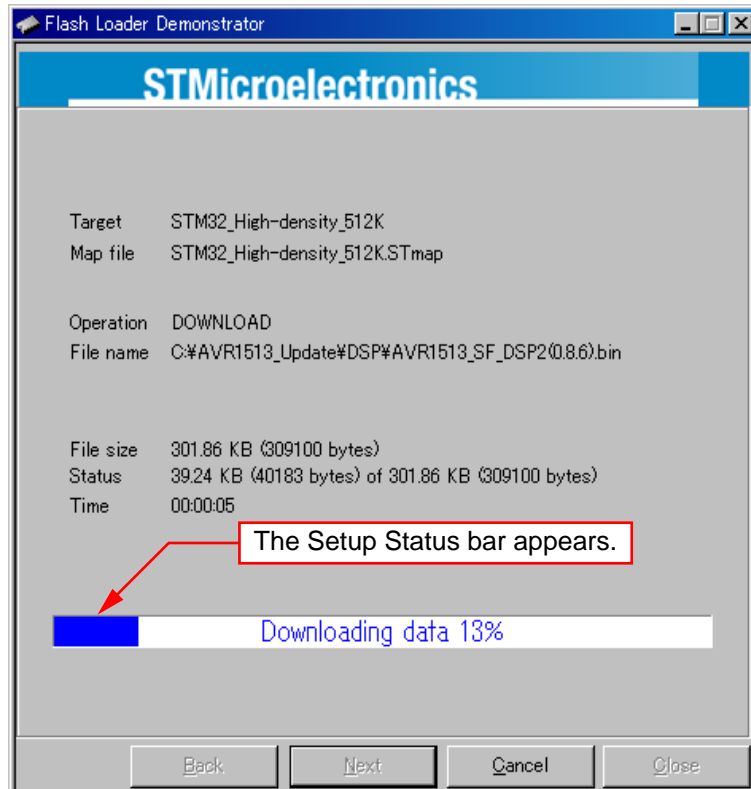 Flash Loader Demonstrator
STMicroelectronics
Target STM32_High-density_512K
Map file STM32_High-density_512K.STmap
Operation DOWNLOAD
File name C:¥AVR1513_Update¥DSP¥AVR1513_SF_DSP2(0.8.6).bin
File size 301.86 KB (309100 bytes)
Status 39.24 KB (40183 bytes) of 301.86 KB (309100 bytes)
Time 00:00:05
The Setup Status bar appears.
Downloading data 13%
Back Next Cancel Close